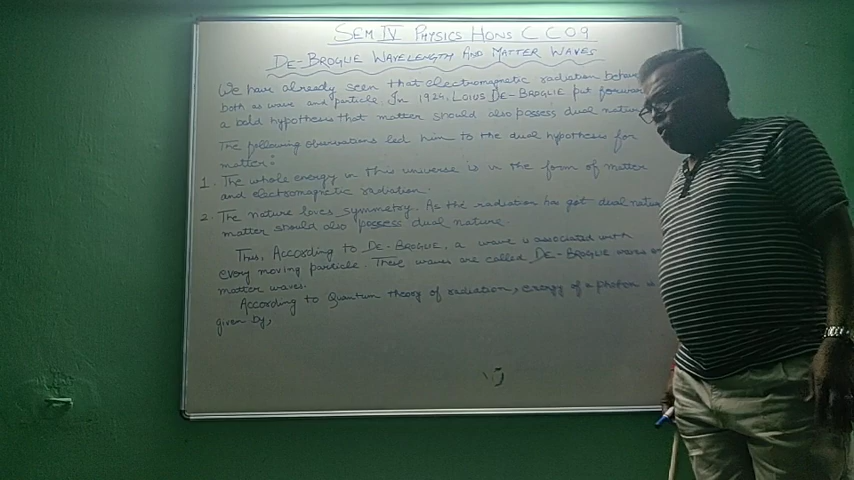 SEM IV PHYSICS HONS C C 09
DE-BROGLIE WAVELENGTH AND MATTER WAVES
We have already seen that electromagnetic radiation behave
both as wave and particle In 1924, LOIUS DE-BROGLIE put forward
a bold hypothesis that matter should also possess dual nature
The following observations led him to the dual hypothesis for
matter:
1. The whole energy in this universe is in the form of matter
and electromagnetic radiation.
2. The nature loves symmetry. As the radiation has got dual nature
matter should also possess dual nature.
Thus, According to DE-BROGLIE, a wave is associated with
every moving particle. These waves are called DE-BROGLIE waves or
matter waves.
According to Quantum theory of radiation, energy of a photon is
given by,